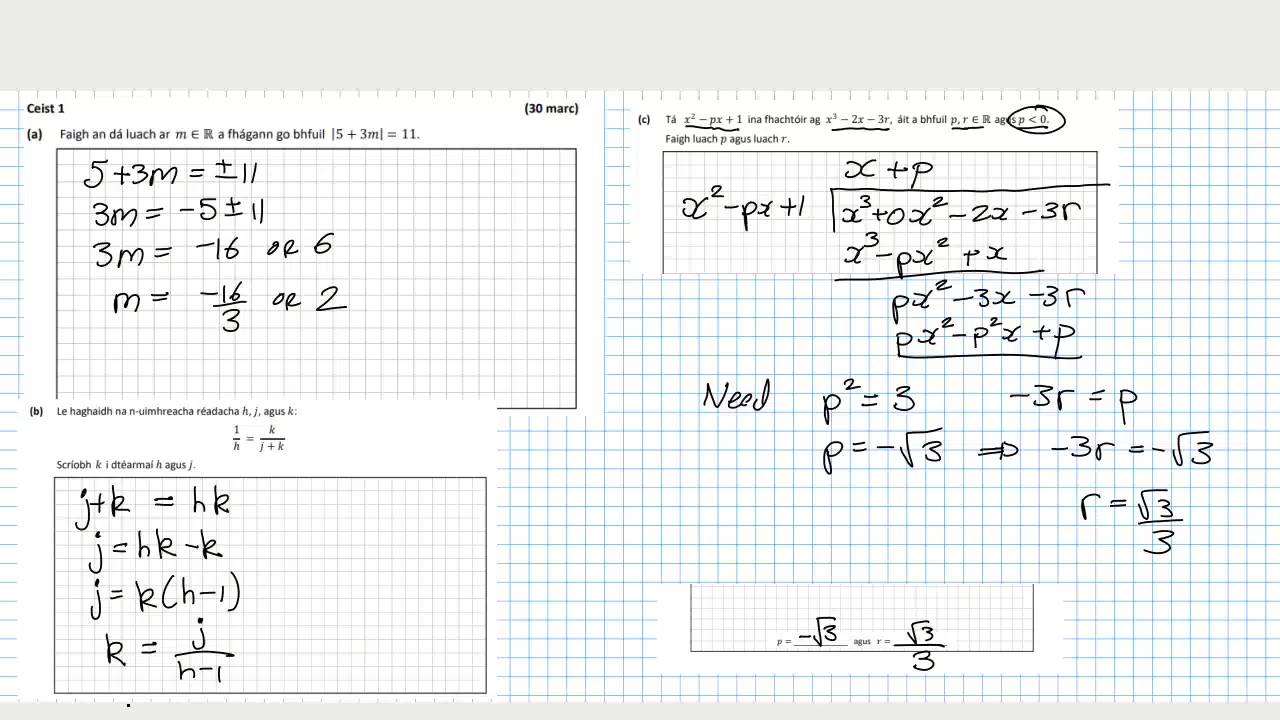 Ceist 1 (30 marc)
(a) Faigh an dá luach ar m ∈ ℝ a fhágann go bhfuil |5 + 3m| = 11.
5 + 3m = ± 11
3m = -5 ± 11
3m = -16 or 6
m = -16/3 or 2
(b) Le haghaidh na n-uimhreacha réadacha h, j, agus k:
1/h = k/(j + k)
Scríobh k i dtéarmaí h agus j.
j + k = hk
j = hk - k
j = k(h-1)
k = j/(h-1)
(c) Tá x² − px + 1 ina fhachtóir ag x³ − 2x − 3r, áit a bhfuil p, r ∈ ℝ agus p < 0.
Faigh luach p agus luach r.
x + p
x² - px + 1 x³ + 0x² - 2x - 3r
x³ - px² + x
px² - 3x - 3r
px² - p²x + p
Need p² = 3 -3r = p
p = -√3 ⇒ -3r = -√3
r = √3/3
p = -√3 agus r = √3/3